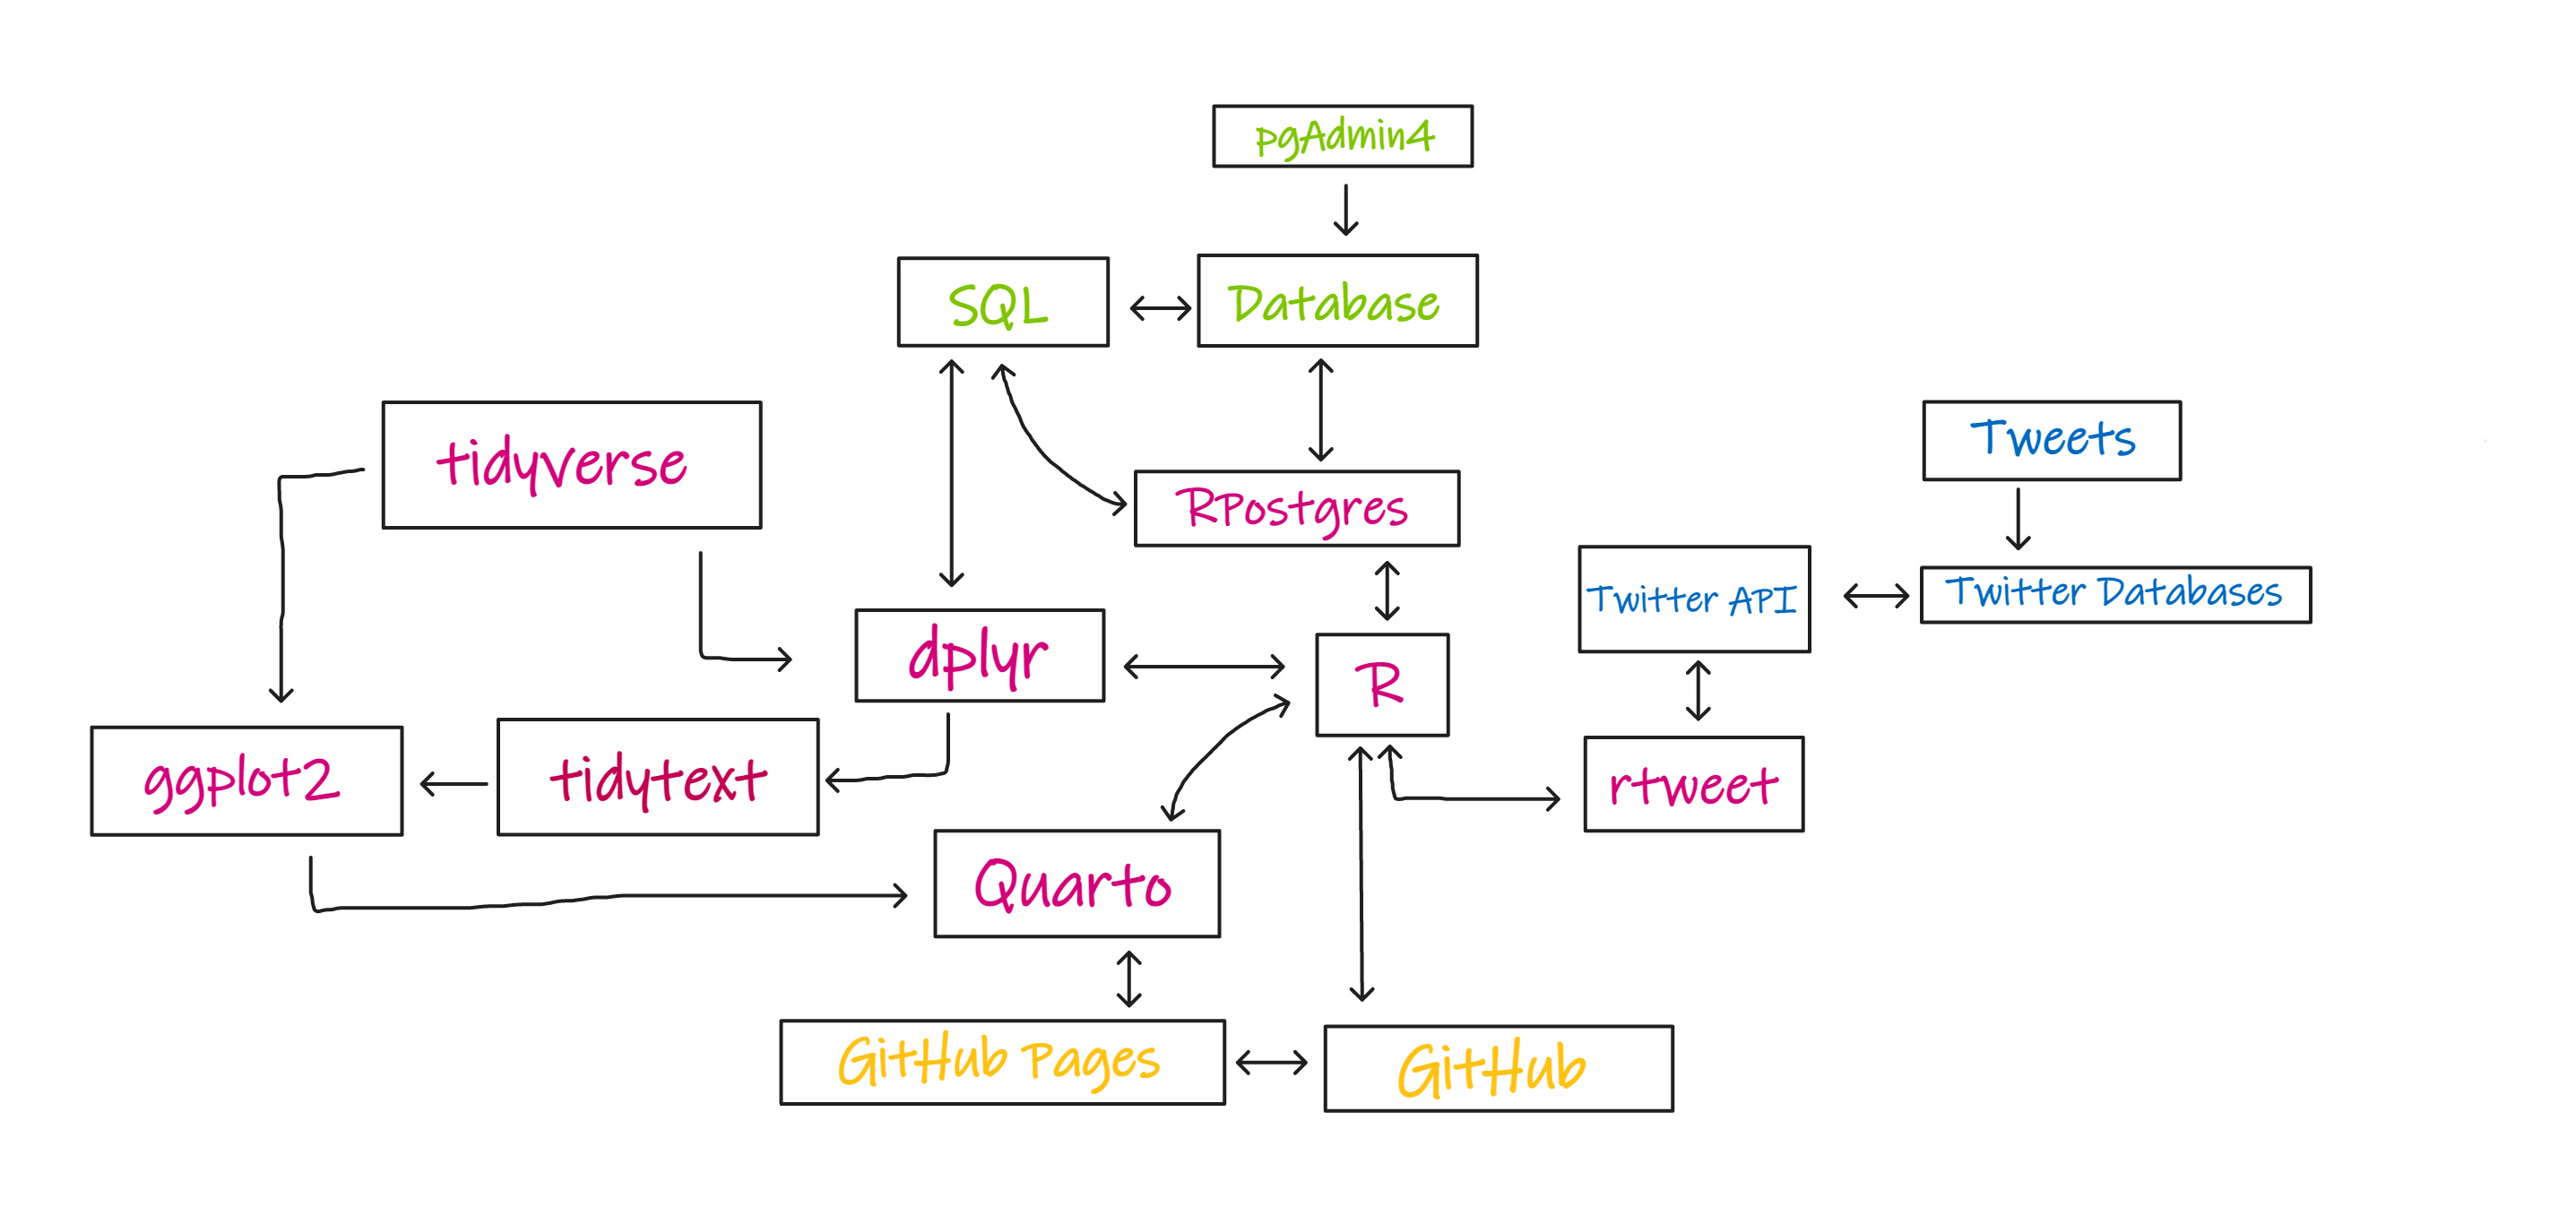 pgAdmin4
SQL
Database
tidyverse
Tweets
RPostgres
Twitter API
Twitter Databases
dplyr
R
ggplot2
tidytext
rtweet
Quarto
GitHub Pages
GitHub